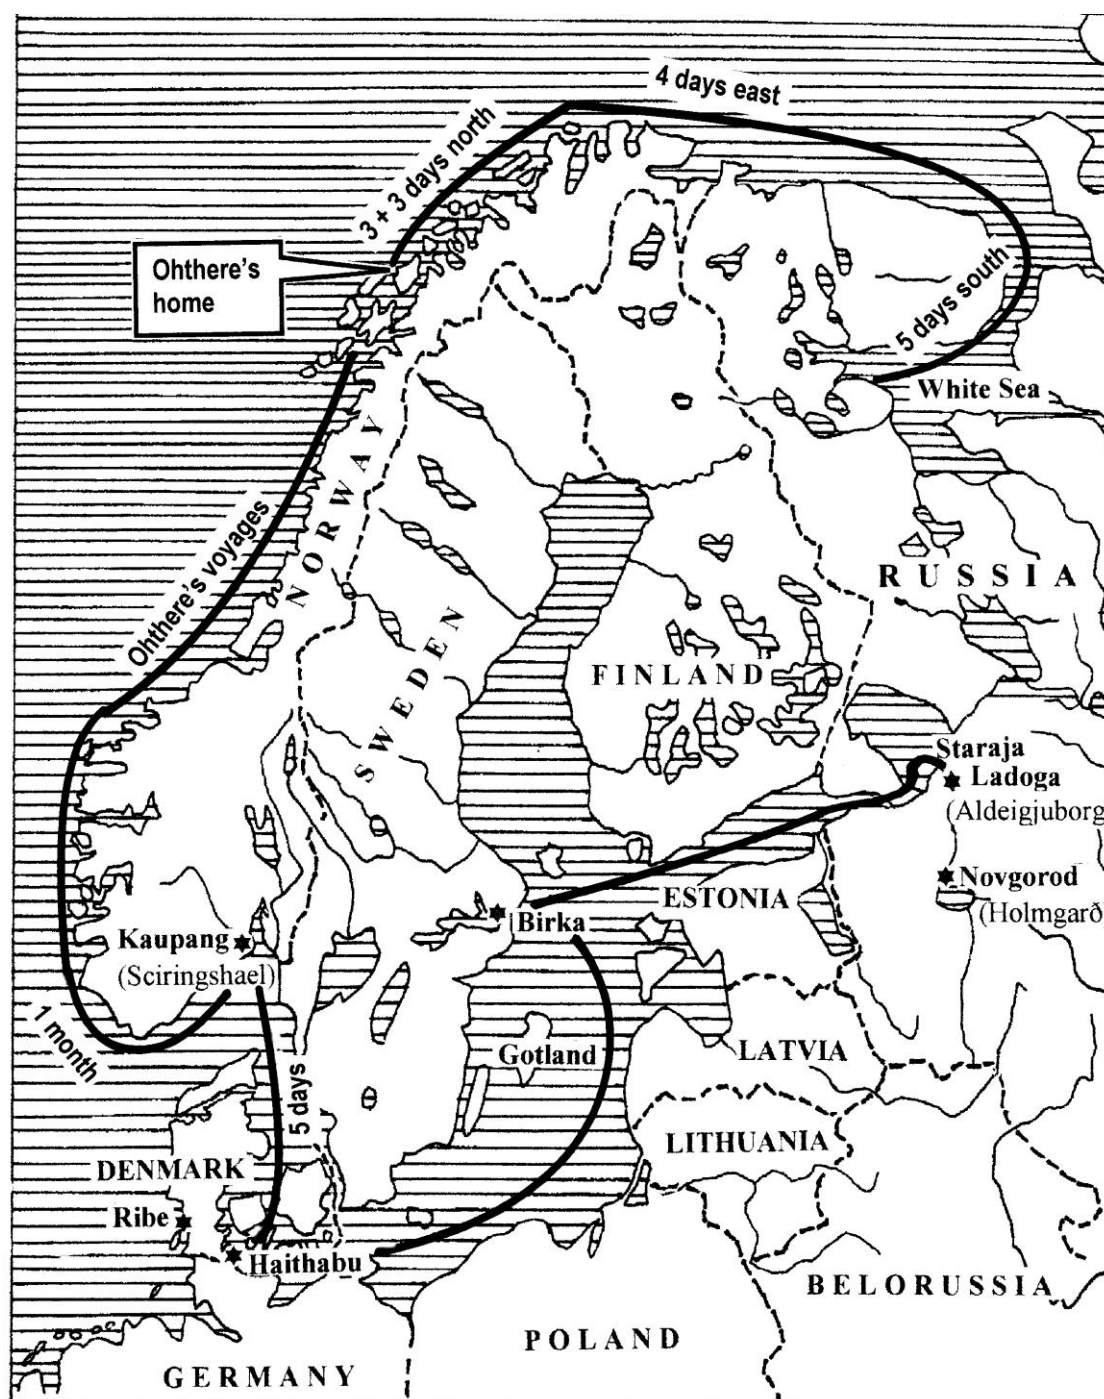 4 days east
3 + 3 days north
Ohthere's
home
5 days south
White Sea
NORWAY
Ohthere's voyages
SWEDEN
RUSSIA
FINLAND
Staraja
Ladoga
(Aldeigjuborg
Novgorod
(Holmgarð
ESTONIA
Birka
Kaupang
(Sciringshael)
1 month
5 days
Gotland
LATVIA
LITHUANIA
DENMARK
Ribe
Haithabu
BELORUSSIA
POLAND
GERMANY